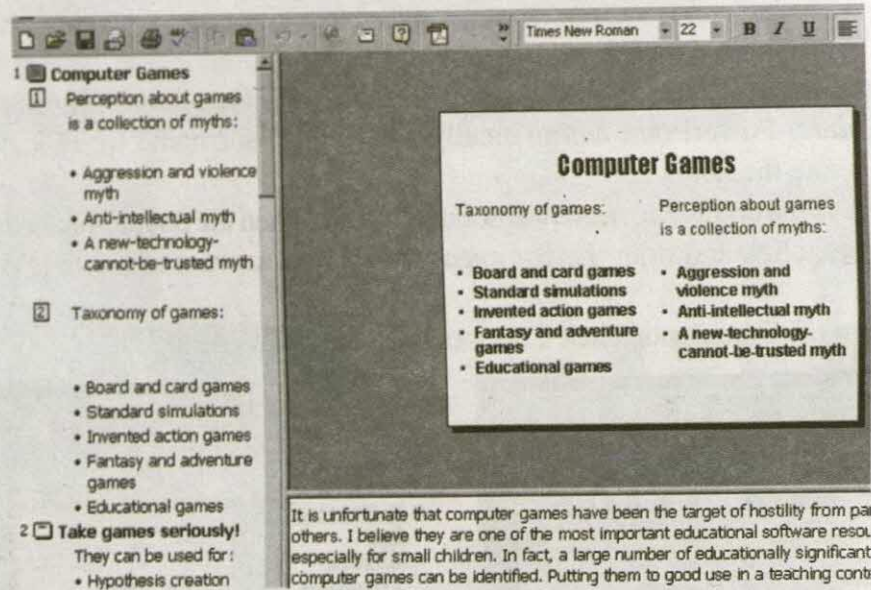 Times New Roman
22
B I U
1 Computer Games
1 Perception about games
is a collection of myths:
• Aggression and violence
myth
• Anti-intellectual myth
• A new-technology-
cannot-be-trusted myth
2 Taxonomy of games:
• Board and card games
• Standard simulations
• Invented action games
• Fantasy and adventure
games
• Educational games
2 Take games seriously!
They can be used for:
• Hypothesis creation
Computer Games
Taxonomy of games:
• Board and card games
• Standard simulations
• Invented action games
• Fantasy and adventure
games
• Educational games
Perception about games
is a collection of myths:
• Aggression and
violence myth
• Anti-intellectual myth
• A new-technology-
cannot-be-trusted myth
It is unfortunate that computer games have been the target of hostility from
others. I believe they are one of the most important educational software
especially for small children. In fact, a large number of educationally significant
computer games can be identified. Putting them to good use in a teaching